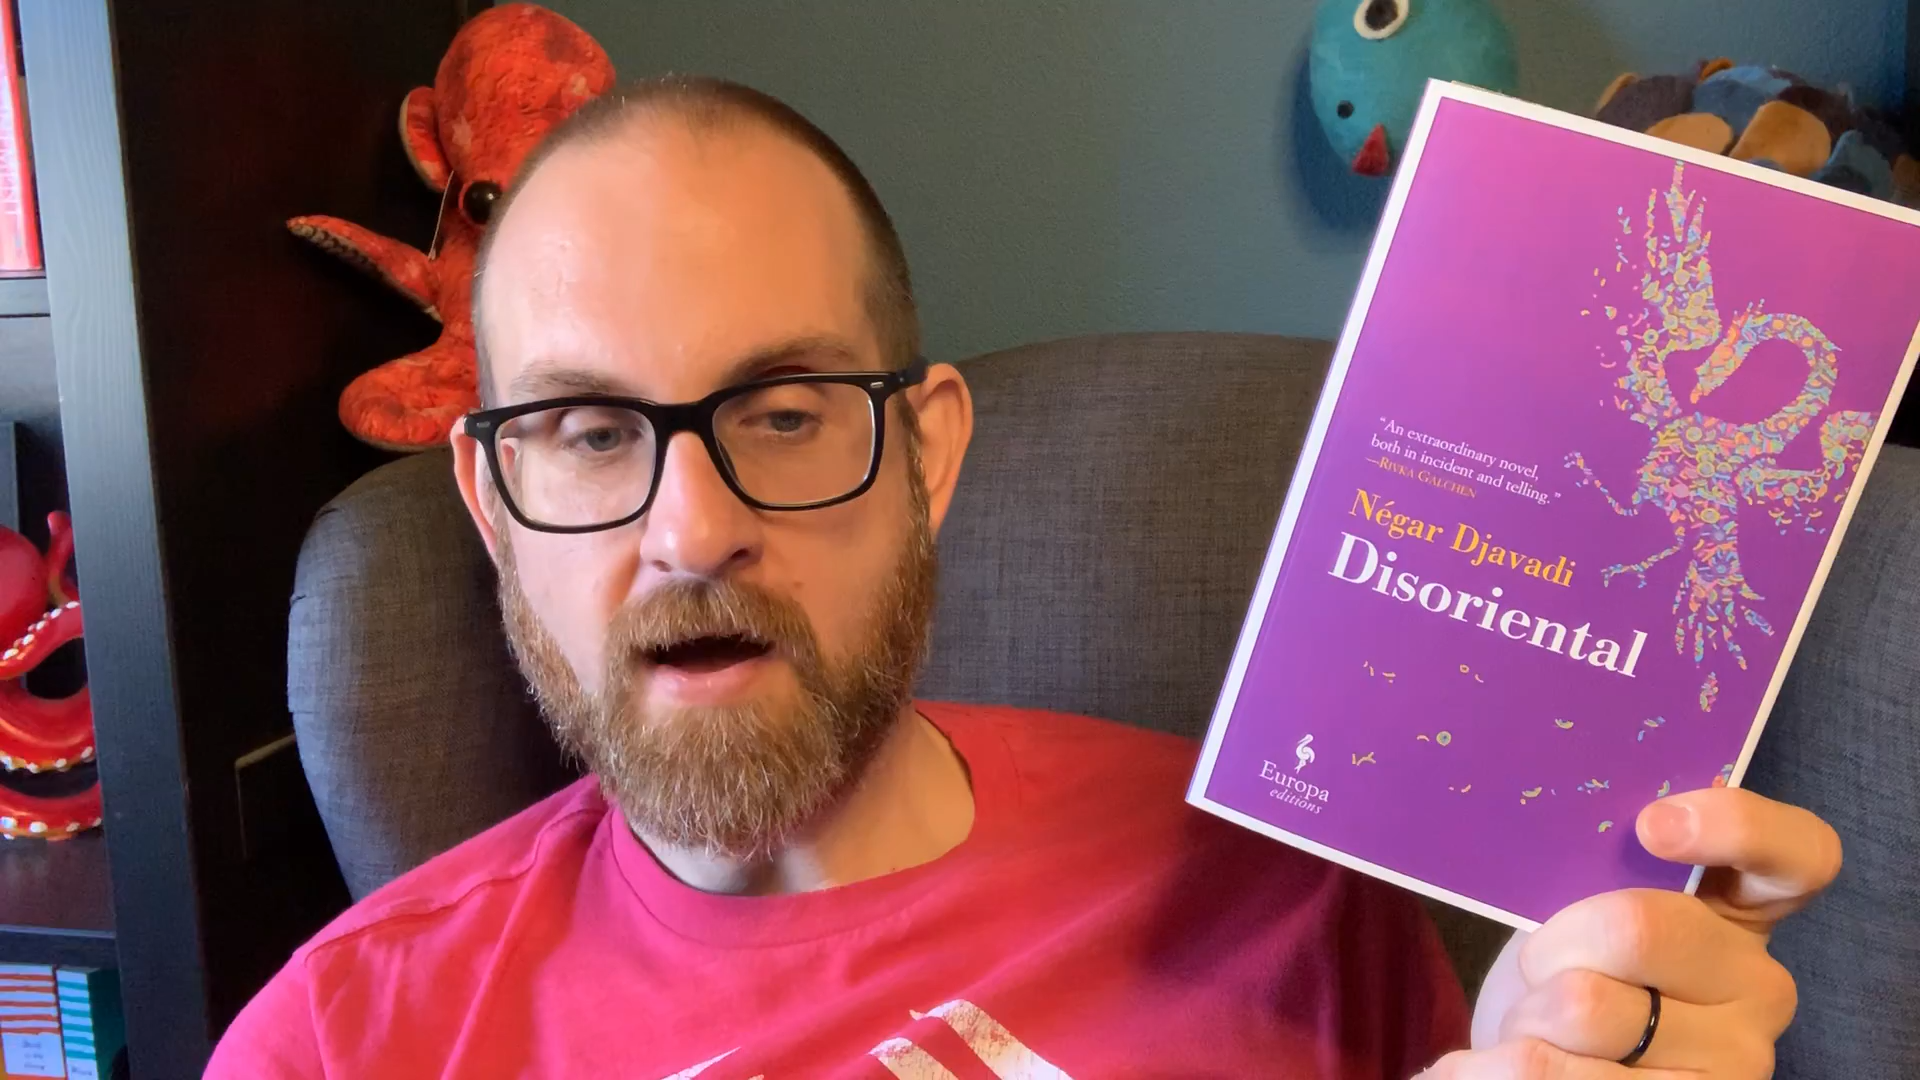 “An extraordinary novel,
both in incident and telling.”
—RIVKA GALCHEN
Négar Djavadi
Disoriental
Europa
editions